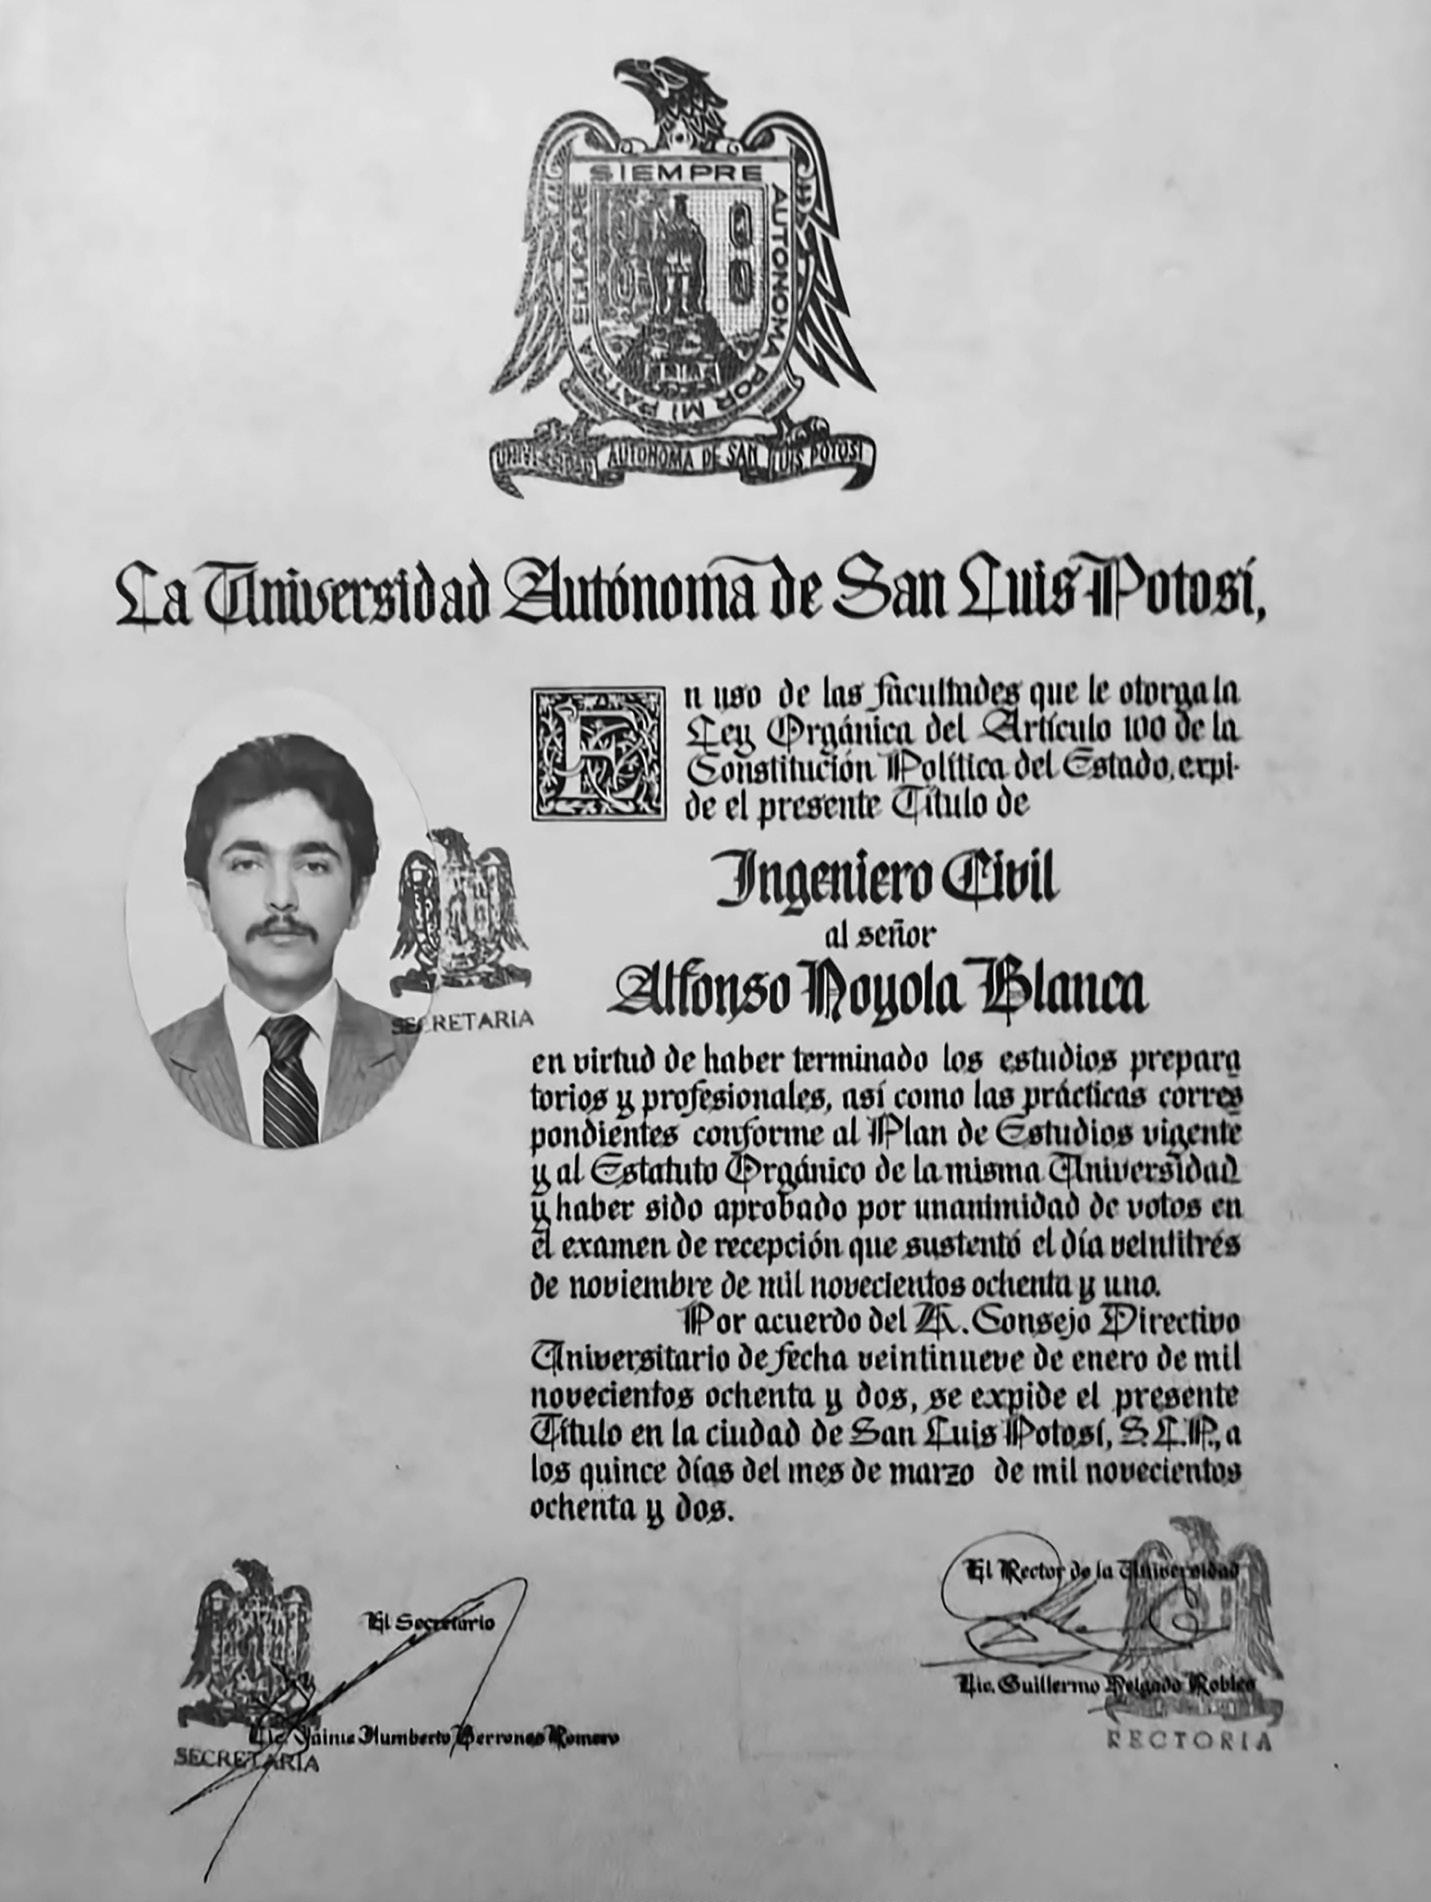 SIEMPRE
EDUCARE
AUTONOMA POR MI PATRIA
UNIVERSIDAD AUTONOMA DE SAN LUIS POTOSI
La Universidad Autónoma de San Luis Potosí,
En uso de las facultades que le otorga la
Ley Orgánica del Artículo 100 de la
Constitución Política del Estado, expi-
de el presente Título de
Ingeniero Civil
al señor
Alfonso Noyola Blanca
SECRETARIA
en virtud de haber terminado los estudios prepara
torios y profesionales, así como las prácticas corres
pondientes conforme al Plan de Estudios vigente
y al Estatuto Orgánico de la misma Universidad
y haber sido aprobado por unanimidad de votos en
el examen de recepción que sustentó el día veintitrés
de noviembre de mil novecientos ochenta y uno.
Por acuerdo del H. Consejo Directivo
Universitario de fecha veintinueve de enero de mil
novecientos ochenta y dos, se expide el presente
Título en la ciudad de San Luis Potosí, S.L.P., a
los quince días del mes de marzo de mil novecientos
ochenta y dos.
El Secretario
Lic. Jaime Humberto Berrones Romero
SECRETARIA
El Rector de la Universidad
Lic. Guillermo Delgado Robles
RECTORIA